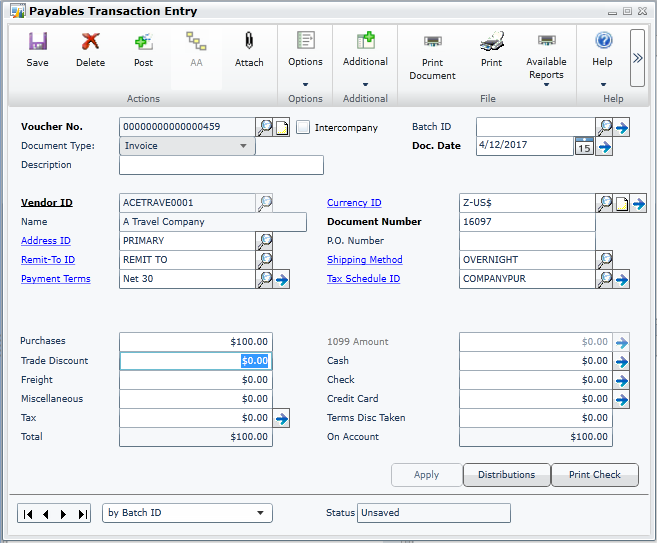 Payables Transaction Entry
Save Delete Post AA Attach Options Additional Print Document Print Available Reports Help
Actions Options Additional File Help
Voucher No. 00000000000000459 Intercompany Batch ID
Document Type: Invoice Doc. Date 4/12/2017 15
Description
Vendor ID ACETRAVE0001 Currency ID Z-US$
Name A Travel Company Document Number 16097
Address ID PRIMARY P.O. Number
Remit-To ID REMIT TO Shipping Method OVERNIGHT
Payment Terms Net 30 Tax Schedule ID COMPANYPUR
Purchases $100.00 1099 Amount $0.00
Trade Discount $0.00 Cash $0.00
Freight $0.00 Check $0.00
Miscellaneous $0.00 Credit Card $0.00
Tax $0.00 Terms Disc Taken $0.00
Total $100.00 On Account $100.00
Apply Distributions Print Check
by Batch ID Status Unsaved